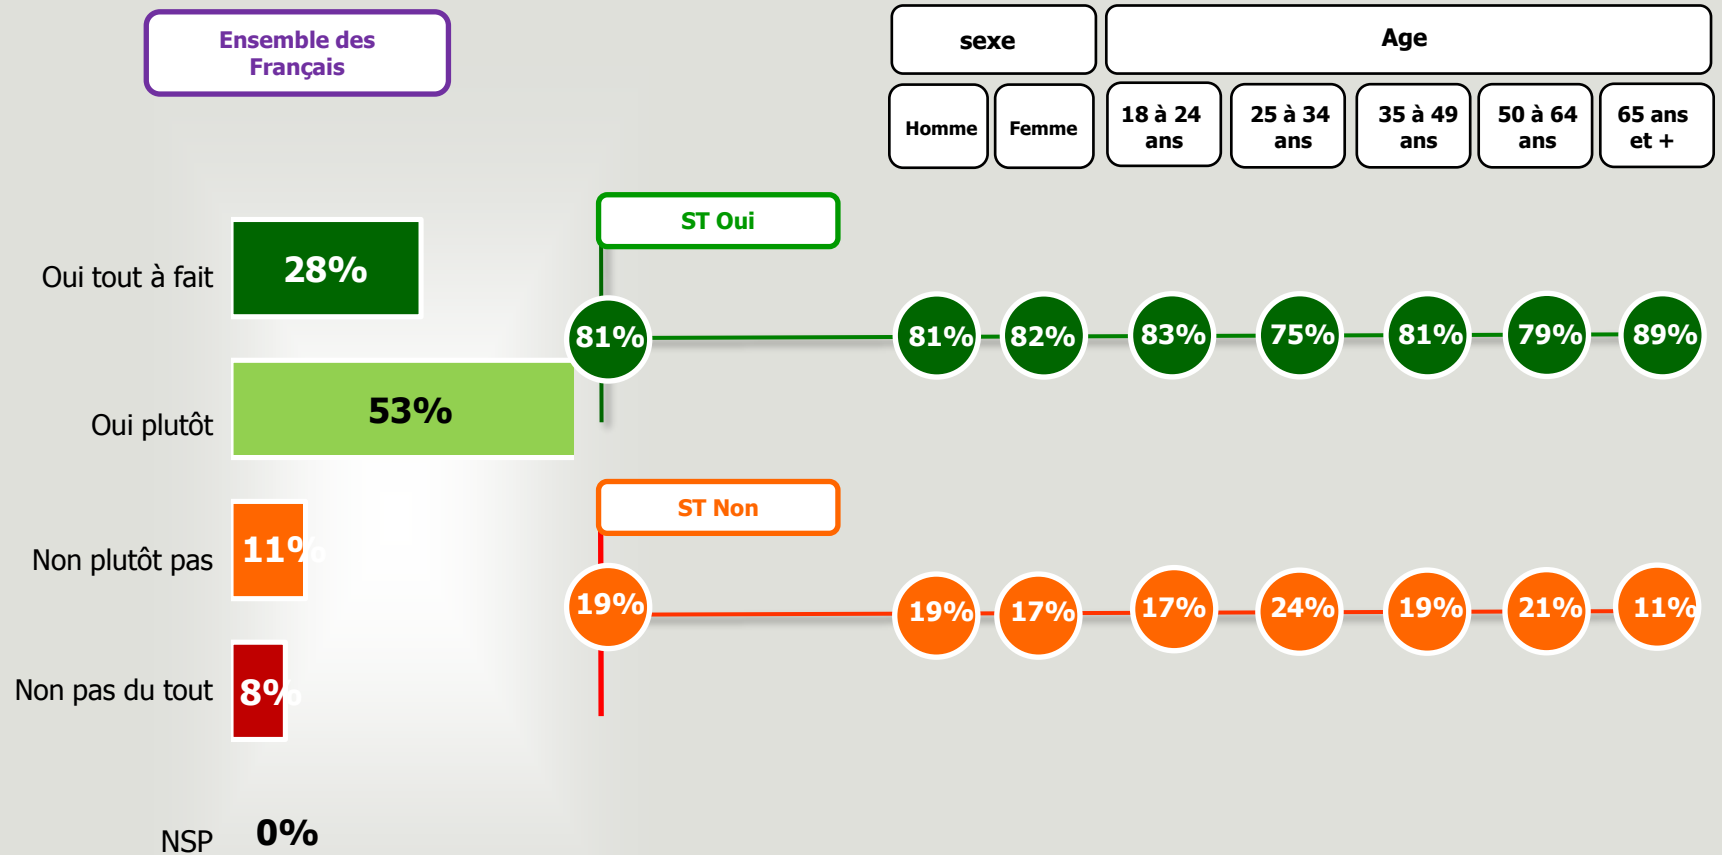 Ensemble des
Français
sexe
Age
Homme
Femme
18 à 24
ans
25 à 34
ans
35 à 49
ans
50 à 64
ans
65 ans
et +
ST Oui
Oui tout à fait
28%
81%
81%
82%
83%
75%
81%
79%
89%
Oui plutôt
53%
ST Non
Non plutôt pas
11%
19%
19%
17%
17%
24%
19%
21%
11%
Non pas du tout
8%
NSP
0%